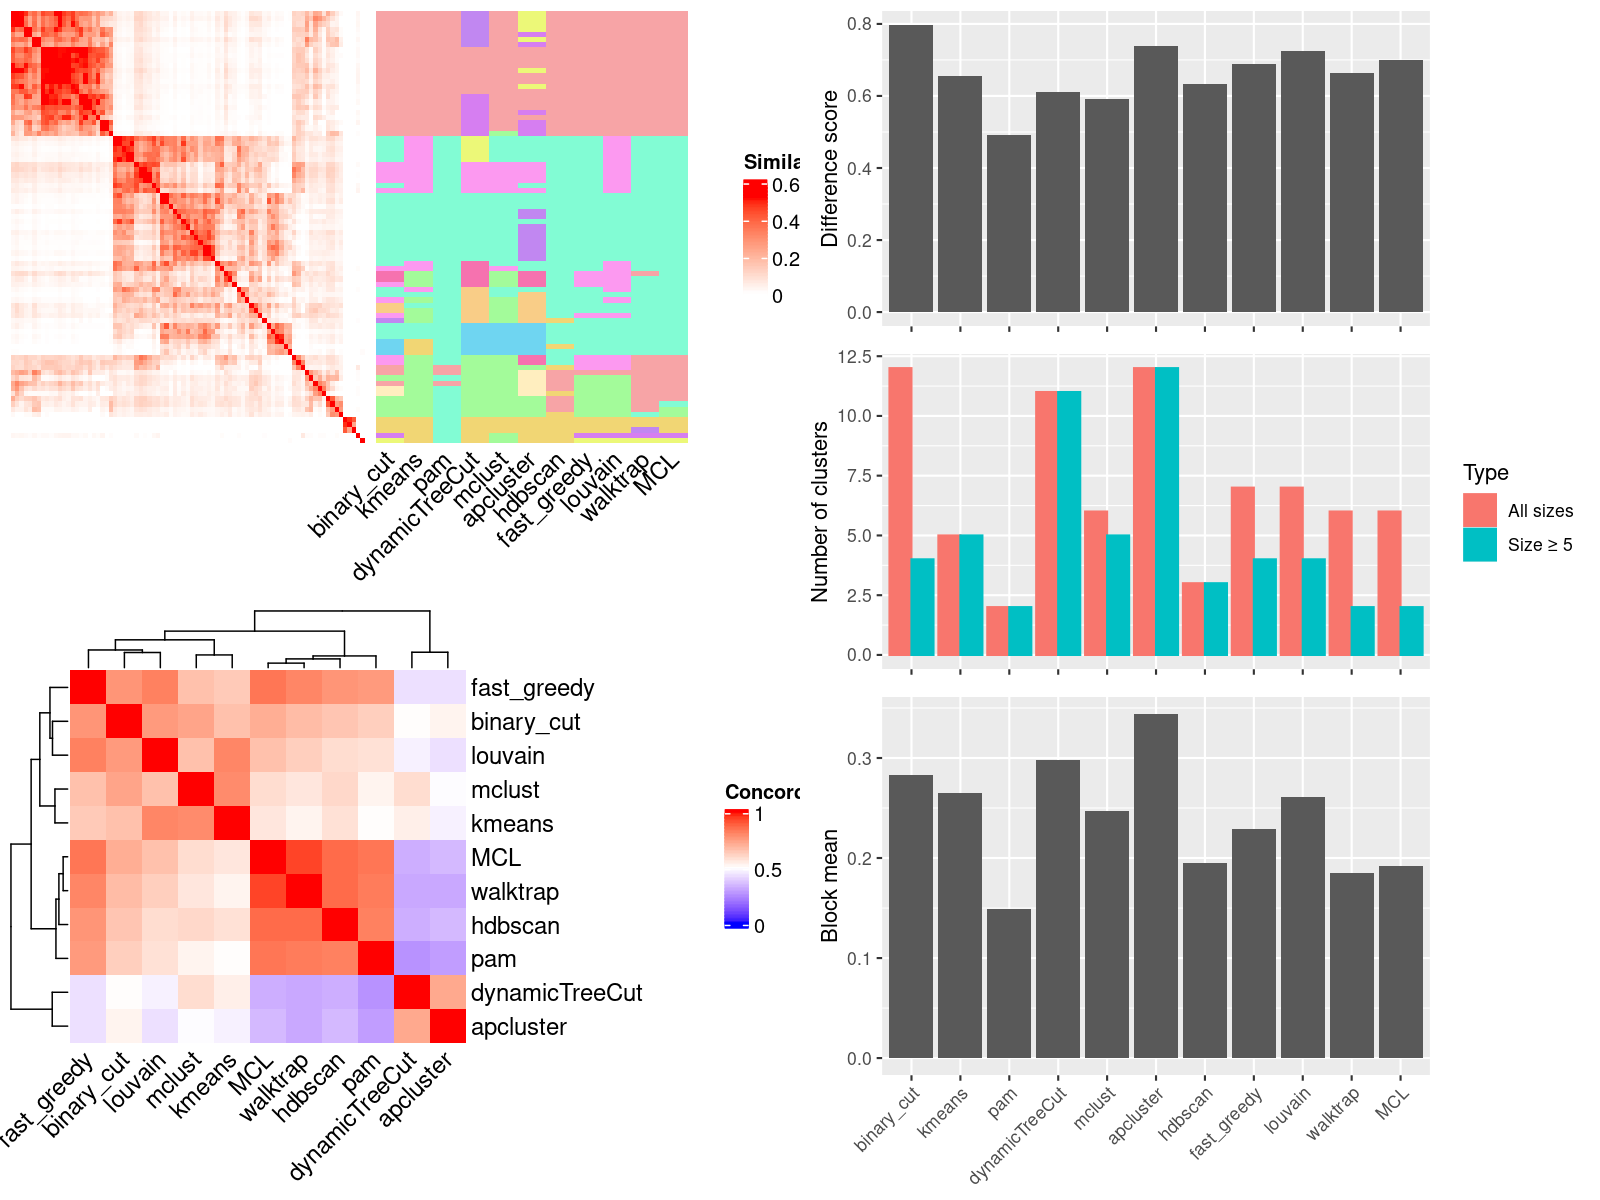 Simila
0.6
0.4
0.2
0
binary_cut
kmeans
pam
dynamicTreeCut
mclust
apcluster
hdbscan
fast_greedy
louvain
walktrap
MCL
Difference score
0.8
0.6
0.4
0.2
0.0
Number of clusters
12.5
10.0
7.5
5.0
2.5
0.0
Type
All sizes
Size ≥ 5
fast_greedy
binary_cut
louvain
mclust
kmeans
MCL
walktrap
hdbscan
pam
dynamicTreeCut
apcluster
fast_greedy
binary_cut
louvain
mclust
kmeans
MCL
walktrap
hdbscan
pam
dynamicTreeCut
apcluster
Concord
1
0.5
0
Block mean
0.3
0.2
0.1
0.0
binary_cut
kmeans
pam
dynamicTreeCut
mclust
apcluster
hdbscan
fast_greedy
louvain
walktrap
MCL